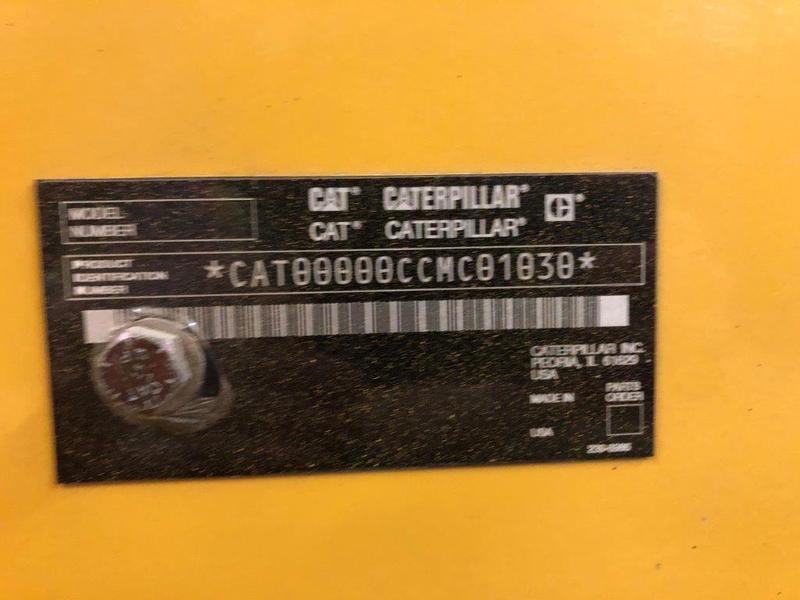 MODEL
NUMBER
CAT® CATERPILLAR®
CAT® CATERPILLAR®
PRODUCT
IDENTIFICATION
NUMBER
*CAT00000CCMC01030*
CATERPILLAR INC.
PEORIA, IL 61629
USA
MADE IN
USA
PARTS
ORDER